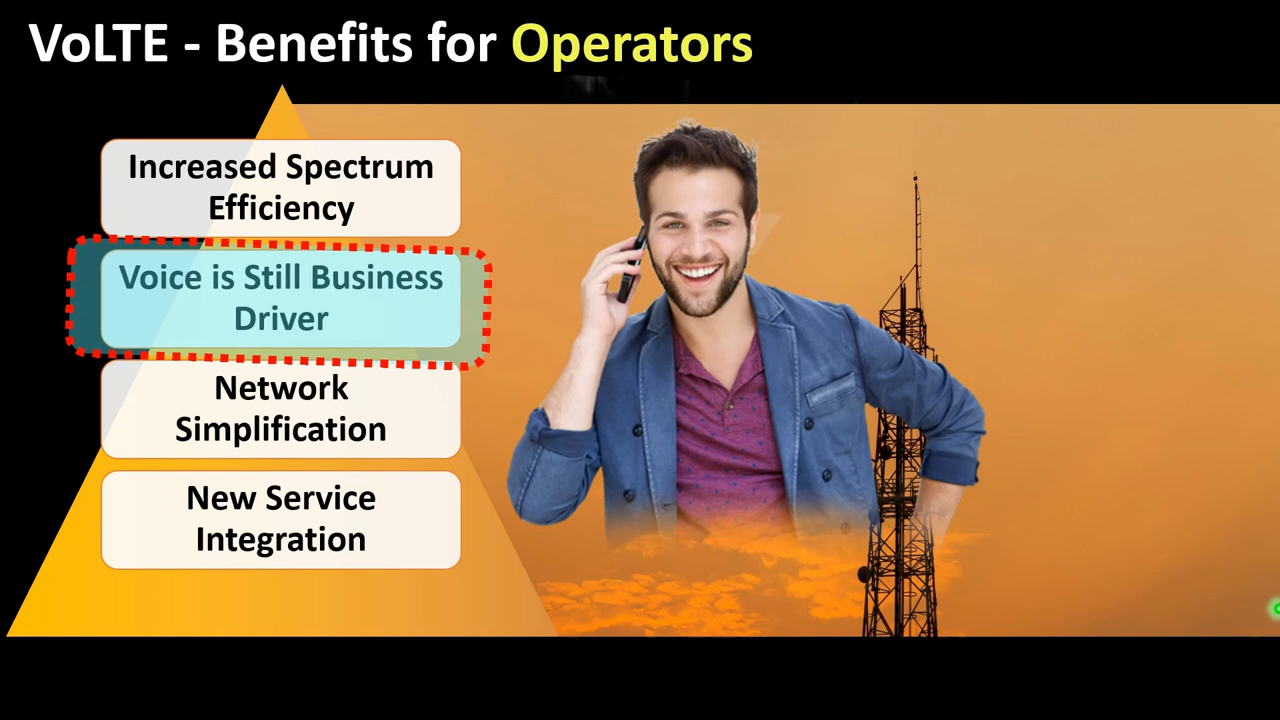 VoLTE - Benefits for Operators
Increased Spectrum
Efficiency
Voice is Still Business
Driver
Network
Simplification
New Service
Integration